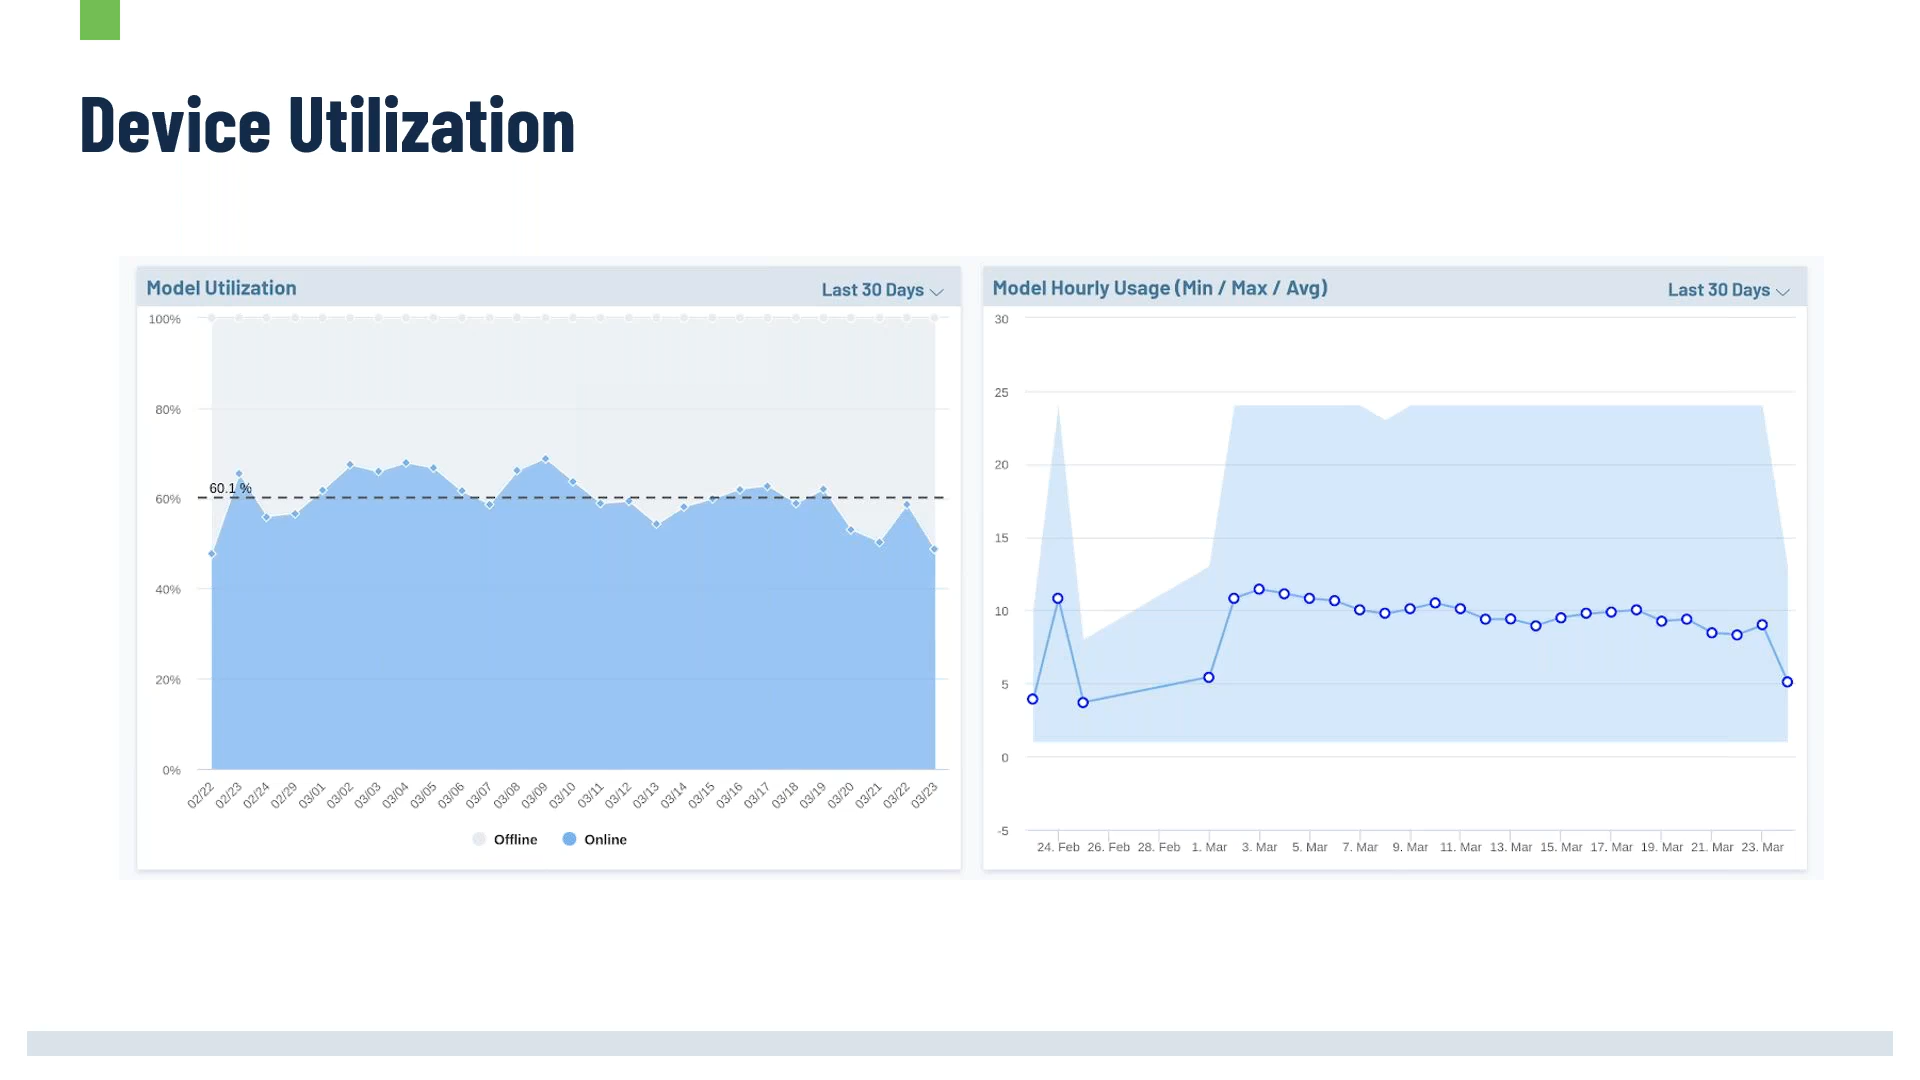 Device Utilization
Model Utilization
Last 30 Days
100%
80%
60%
40%
20%
0%
60.1 %
02/22 02/23 02/24 02/29 03/01 03/02 03/03 03/04 03/05 03/06 03/07 03/08 03/09 03/10 03/11 03/12 03/13 03/14 03/15 03/16 03/17 03/18 03/19 03/20 03/21 03/22 03/23
Offline Online
Model Hourly Usage (Min / Max / Avg)
Last 30 Days
30
25
20
15
10
5
0
-5
24. Feb 26. Feb 28. Feb 1. Mar 3. Mar 5. Mar 7. Mar 9. Mar 11. Mar 13. Mar 15. Mar 17. Mar 19. Mar 21. Mar 23. Mar